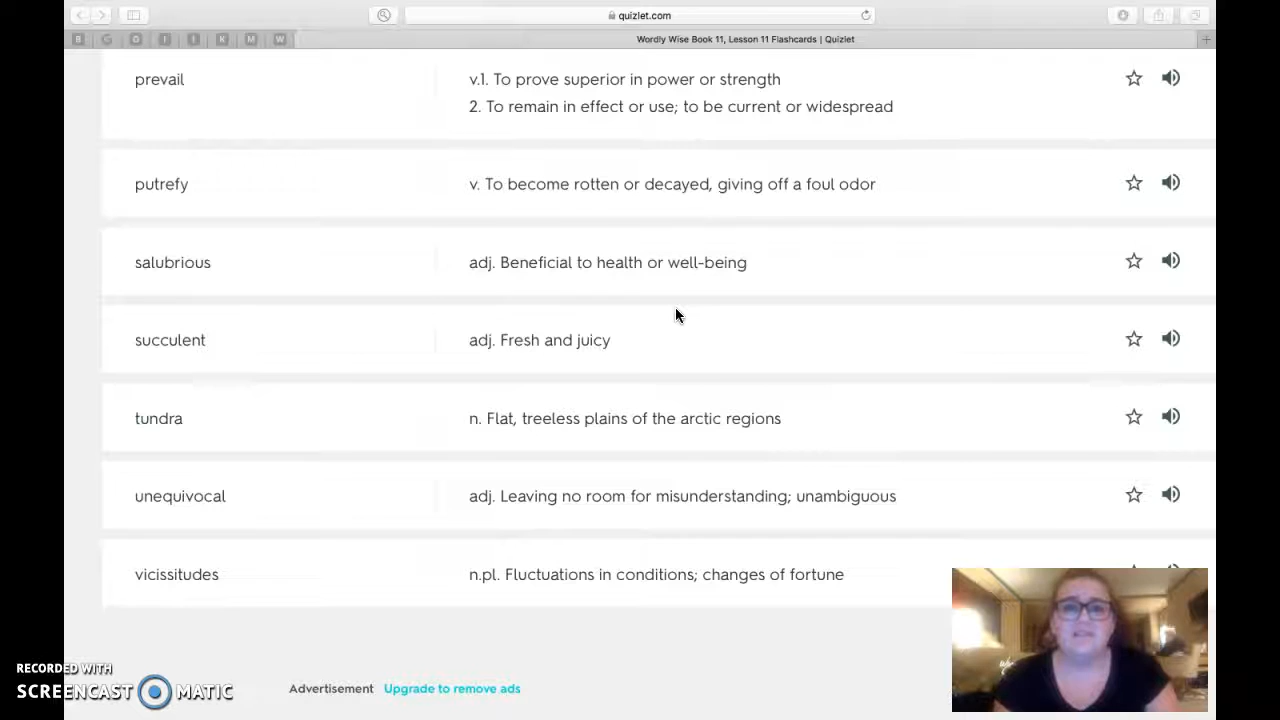 quizlet.com
B G O I t K M W
Wordly Wise Book 11, Lesson 11 Flashcards | Quizlet
prevail
v.1. To prove superior in power or strength
2. To remain in effect or use; to be current or widespread
putrefy
v. To become rotten or decayed, giving off a foul odor
salubrious
adj. Beneficial to health or well-being
succulent
adj. Fresh and juicy
tundra
n. Flat, treeless plains of the arctic regions
unequivocal
adj. Leaving no room for misunderstanding; unambiguous
vicissitudes
n.pl. Fluctuations in conditions; changes of fortune
RECORDED WITH
SCREENCAST MATIC
Advertisement Upgrade to remove ads